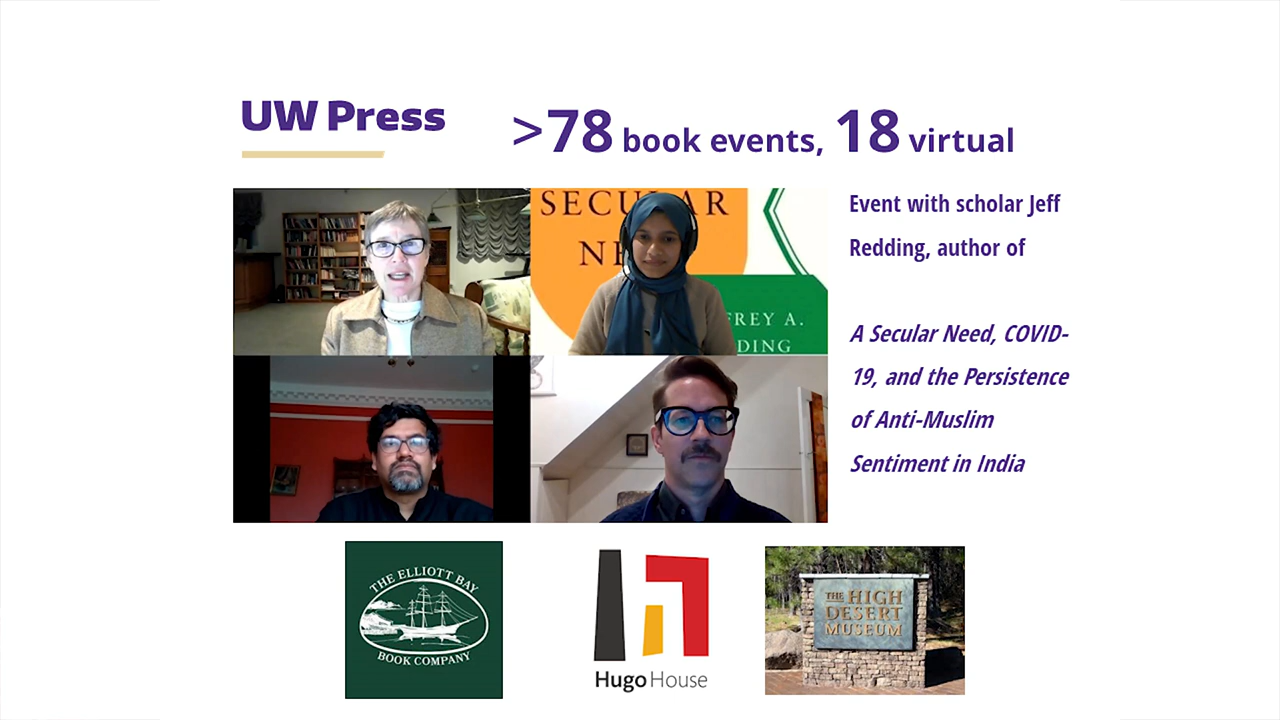 UW Press
>78 book events, 18 virtual
SECULAR
NE
FREY A.
DING
Event with scholar Jeff
Redding, author of
A Secular Need, COVID-
19, and the Persistence
of Anti-Muslim
Sentiment in India
THE ELLIOTT BAY
BOOK COMPANY
Hugo House
THE HIGH
DESERT
MUSEUM